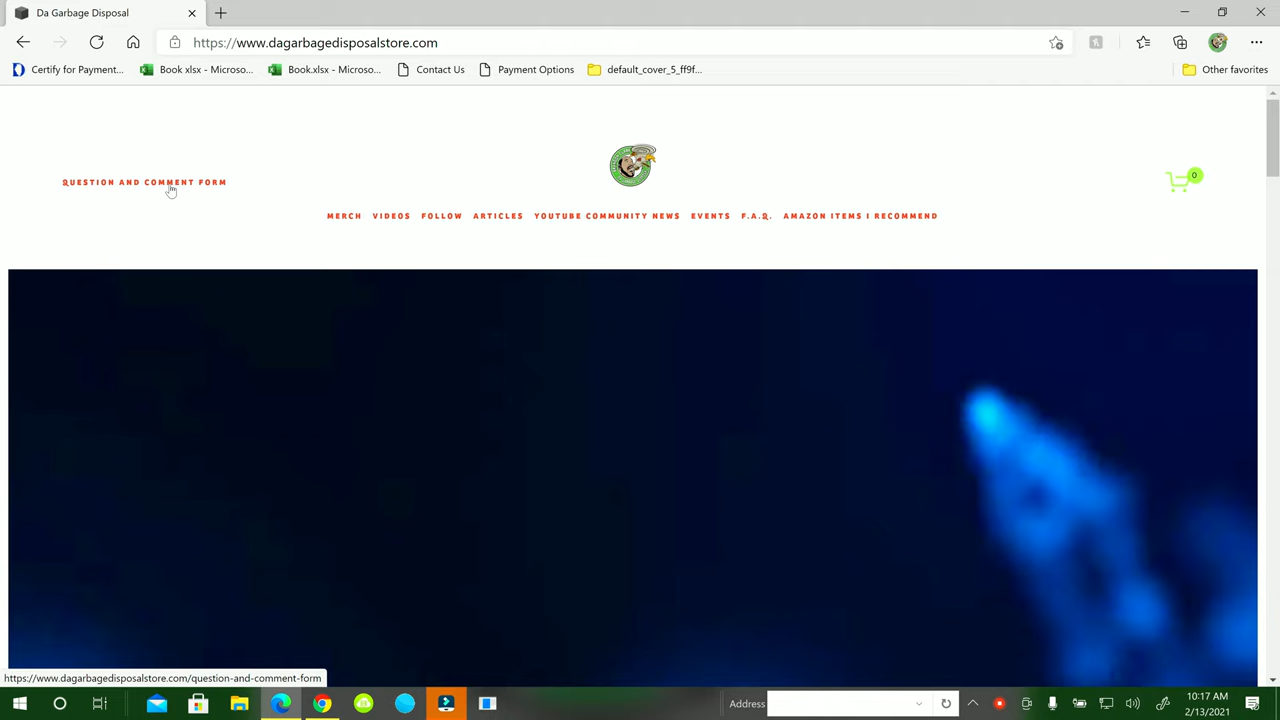 Da Garbage Disposal
https://www.dagarbagedisposalstore.com
Certify for Payment... Book xlsx - Microso... Book.xlsx - Microso... Contact Us Payment Options default_cover_5_ff9f... Other favorites
QUESTION AND COMMENT FORM
0
MERCH VIDEOS FOLLOW ARTICLES YOUTUBE COMMUNITY NEWS EVENTS F.A.Q. AMAZON ITEMS I RECOMMEND
https://www.dagarbagedisposalstore.com/question-and-comment-form
Address
10:17 AM
2/13/2021